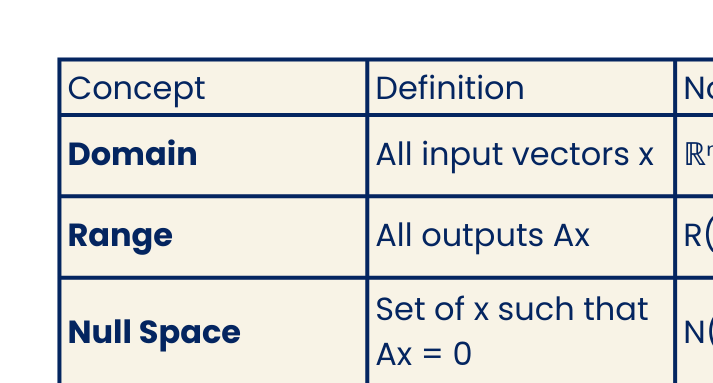 Concept Definition
Domain All input vectors x
Range All outputs Ax
Null Space Set of x such that
Ax = 0